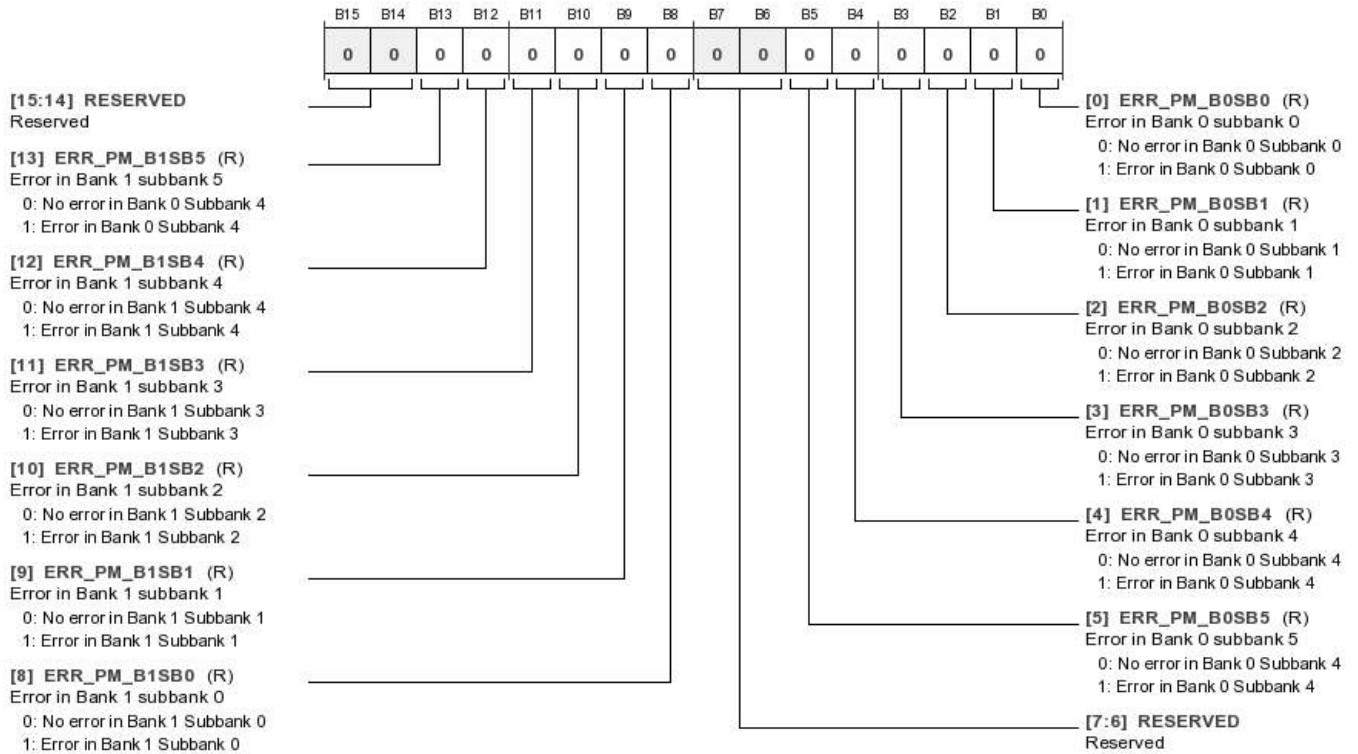 B15 B14 B13 B12 B11 B10 B9 B8 B7 B6 B5 B4 B3 B2 B1 B0
0 0 0 0 0 0 0 0 0 0 0 0 0 0 0 0
[15:14] RESERVED
Reserved
[13] ERR_PM_B1SB5 (R)
Error in Bank 1 subbank 5
0: No error in Bank 0 Subbank 4
1: Error in Bank 0 Subbank 4
[12] ERR_PM_B1SB4 (R)
Error in Bank 1 subbank 4
0: No error in Bank 1 Subbank 4
1: Error in Bank 1 Subbank 4
[11] ERR_PM_B1SB3 (R)
Error in Bank 1 subbank 3
0: No error in Bank 1 Subbank 3
1: Error in Bank 1 Subbank 3
[10] ERR_PM_B1SB2 (R)
Error in Bank 1 subbank 2
0: No error in Bank 1 Subbank 2
1: Error in Bank 1 Subbank 2
[9] ERR_PM_B1SB1 (R)
Error in Bank 1 subbank 1
0: No error in Bank 1 Subbank 1
1: Error in Bank 1 Subbank 1
[8] ERR_PM_B1SB0 (R)
Error in Bank 1 subbank 0
0: No error in Bank 1 Subbank 0
1: Error in Bank 1 Subbank 0
[0] ERR_PM_B0SB0 (R)
Error in Bank 0 subbank 0
0: No error in Bank 0 Subbank 0
1: Error in Bank 0 Subbank 0
[1] ERR_PM_B0SB1 (R)
Error in Bank 0 subbank 1
0: No error in Bank 0 Subbank 1
1: Error in Bank 0 Subbank 1
[2] ERR_PM_B0SB2 (R)
Error in Bank 0 subbank 2
0: No error in Bank 0 Subbank 2
1: Error in Bank 0 Subbank 2
[3] ERR_PM_B0SB3 (R)
Error in Bank 0 subbank 3
0: No error in Bank 0 Subbank 3
1: Error in Bank 0 Subbank 3
[4] ERR_PM_B0SB4 (R)
Error in Bank 0 subbank 4
0: No error in Bank 0 Subbank 4
1: Error in Bank 0 Subbank 4
[5] ERR_PM_B0SB5 (R)
Error in Bank 0 subbank 5
0: No error in Bank 0 Subbank 4
1: Error in Bank 0 Subbank 4
[7:6] RESERVED
Reserved